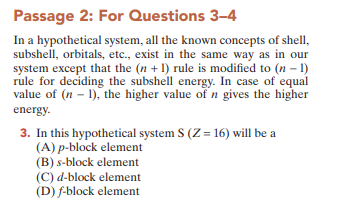 Passage 2: For Questions 3–4
In a hypothetical system, all the known concepts of shell,
subshell, orbitals, etc., exist in the same way as in our
system except that the (n + l) rule is modified to (n – l)
rule for deciding the subshell energy. In case of equal
value of (n – l), the higher value of n gives the higher
energy.
3. In this hypothetical system S (Z = 16) will be a
(A) p-block element
(B) s-block element
(C) d-block element
(D) f-block element